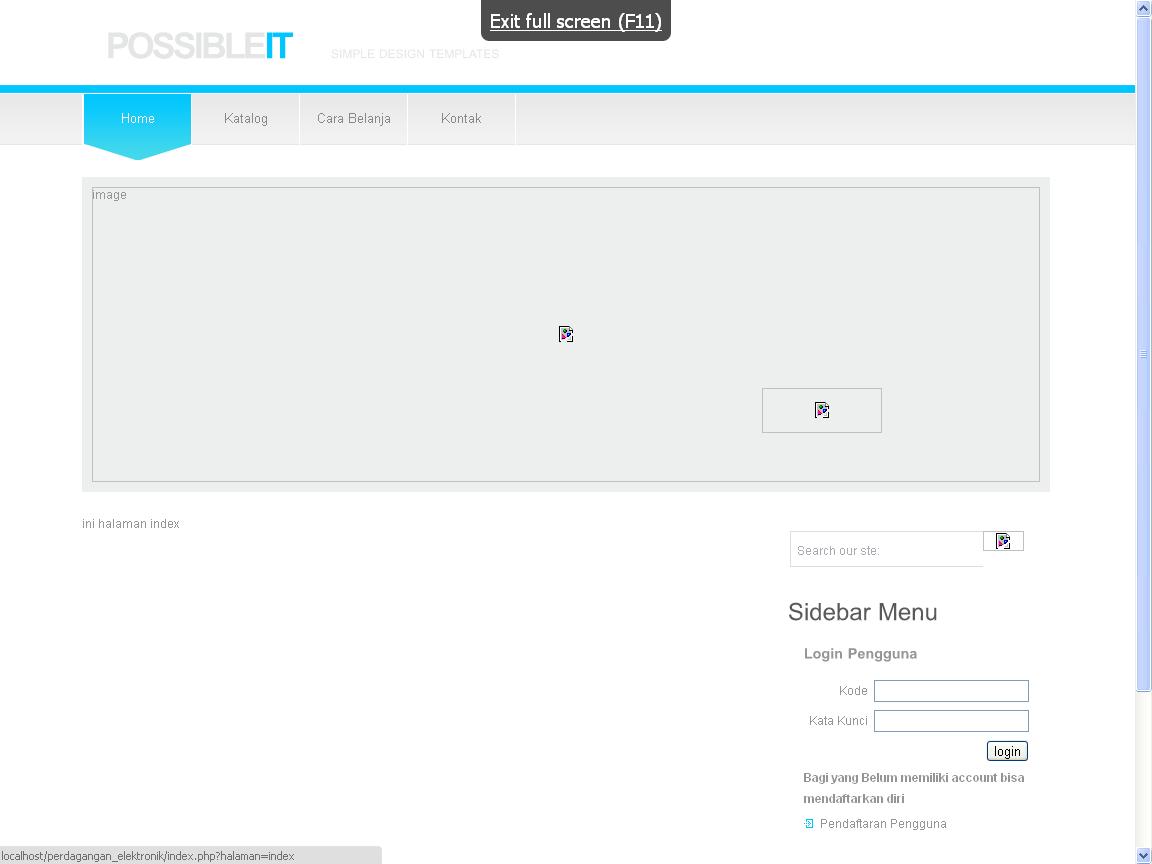 Exit full screen (F11)
POSSIBLEIT
SIMPLE DESIGN TEMPLATES
Home
Katalog
Cara Belanja
Kontak
image
ini halaman index
Search our ste:
Sidebar Menu
Login Pengguna
Kode
Kata Kunci
login
Bagi yang Belum memiliki account bisa
mendaftarkan diri
Pendaftaran Pengguna
localhost/perdagangan_elektronik/index.php?halaman=index